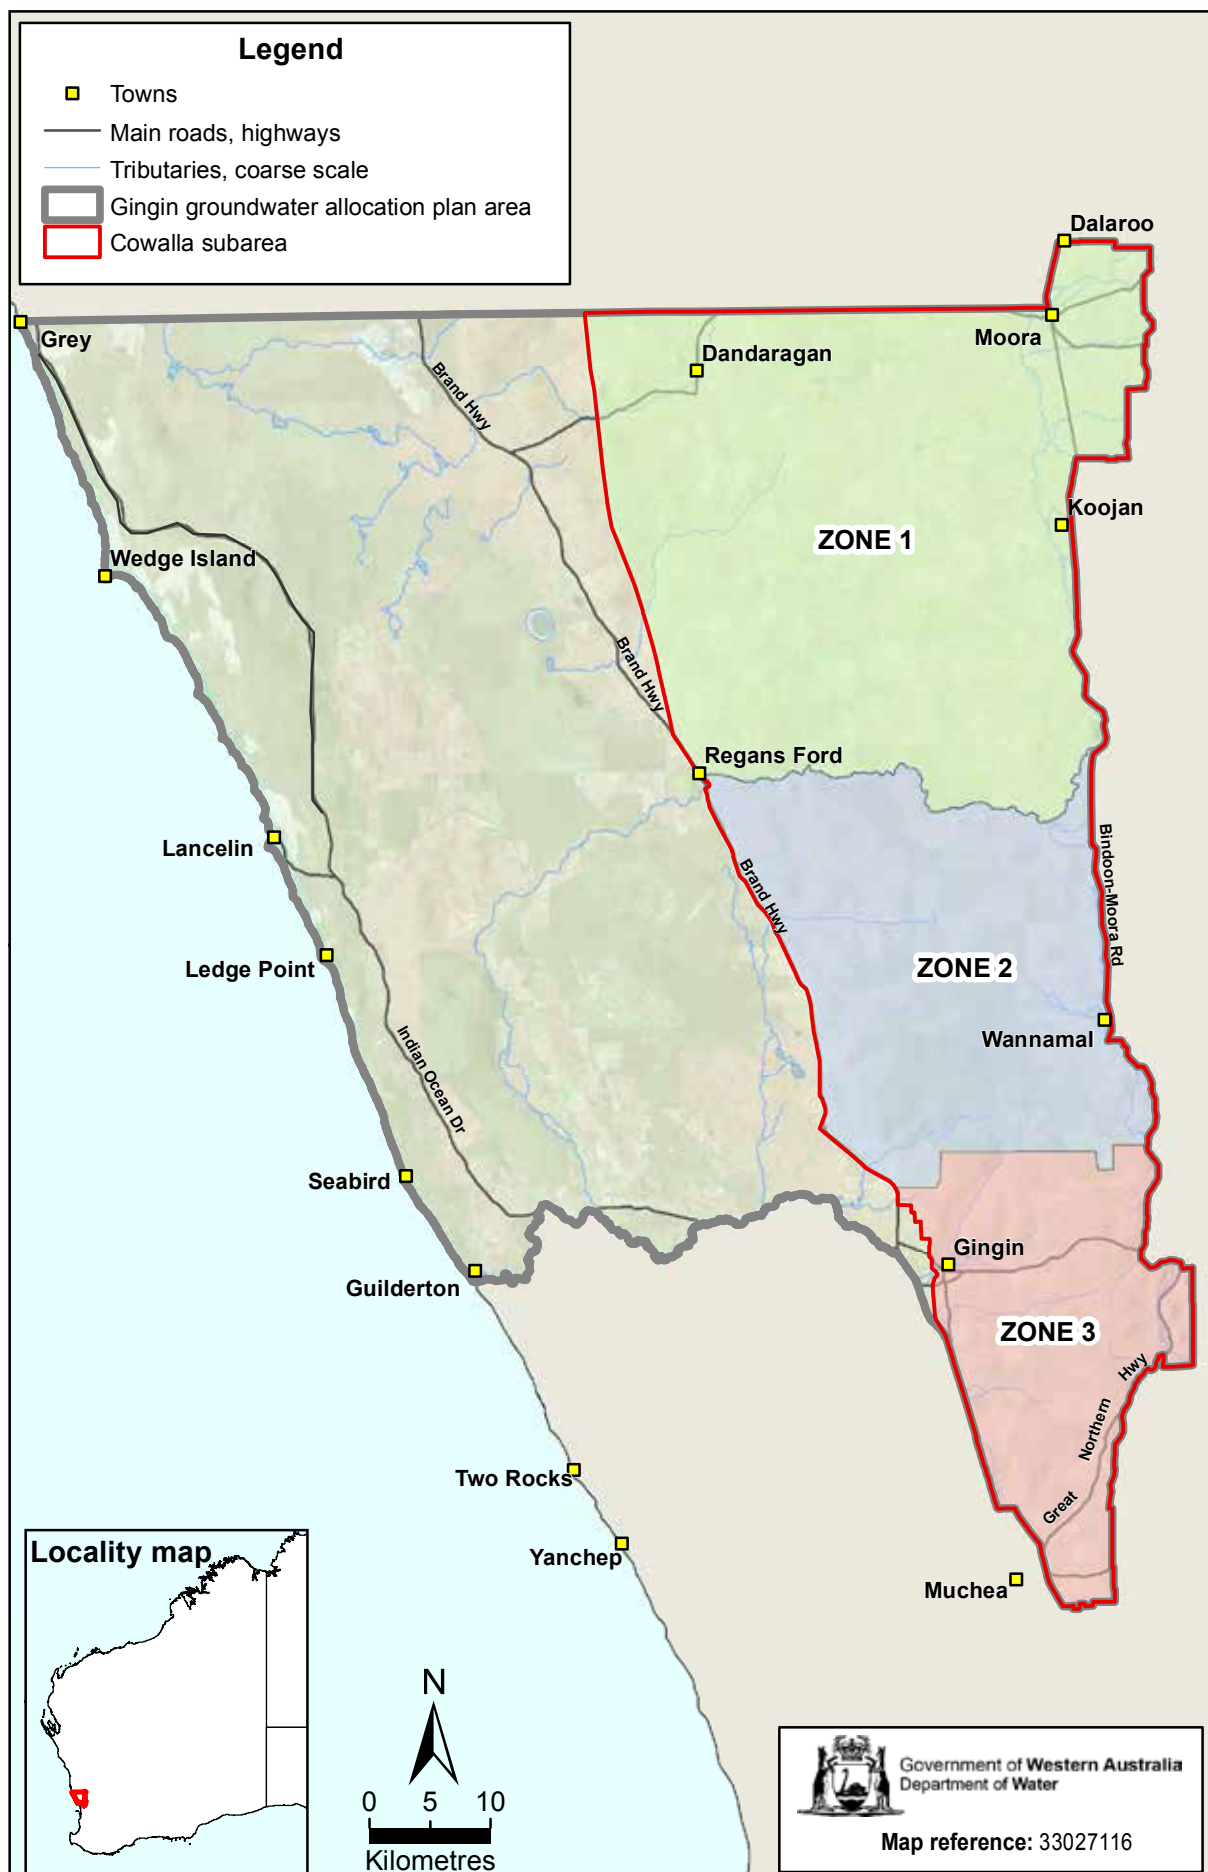 Legend
Towns
Main roads, highways
Tributaries, coarse scale
Gingin groundwater allocation plan area
Cowalla subarea
Dalaroo
Grey
Moora
Dandaragan
Brand Hwy
Koojan
ZONE 1
Wedge Island
Brand Hwy
Regans Ford
Lancelin
Brand Hwy
Bindoon-Moora Rd
Ledge Point
ZONE 2
Wannamal
Indian Ocean Dr
Seabird
Gingin
Guilderton
ZONE 3
Great Northern Hwy
Two Rocks
Yanchep
Muchea
Locality map
N
0 5 10
Kilometres
Government of Western Australia
Department of Water
Map reference: 33027116